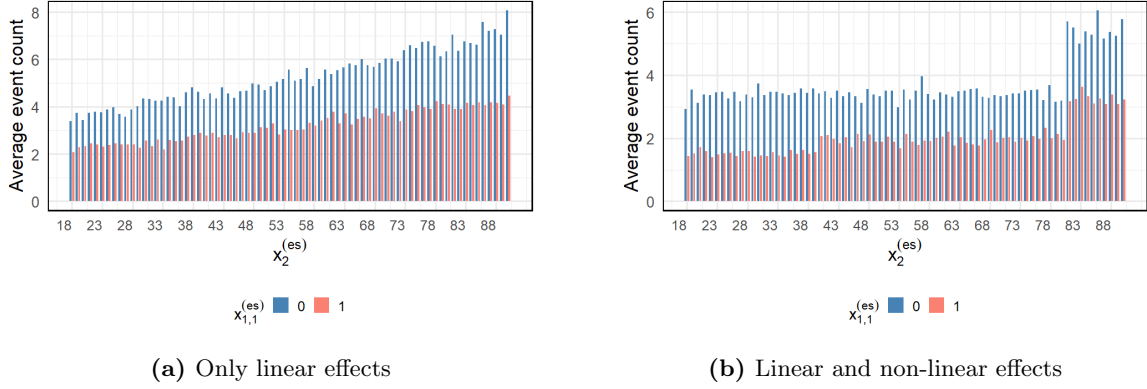 Average event count
8
6
4
2
0
18 23 28 33 38 43 48 53 58 63 68 73 78 83 88
x₂⁽ᵉˢ⁾
x₁,₁⁽ᵉˢ⁾ 0 1
(a) Only linear effects
Average event count
6
4
2
0
18 23 28 33 38 43 48 53 58 63 68 73 78 83 88
x₂⁽ᵉˢ⁾
x₁,₁⁽ᵉˢ⁾ 0 1
(b) Linear and non-linear effects